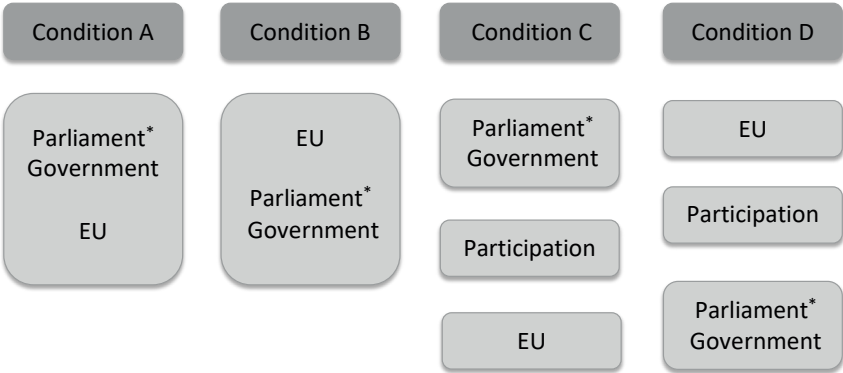 Condition A
Parliament*
Government
EU
Condition B
EU
Parliament*
Government
Condition C
Parliament*
Government
Participation
EU
Condition D
EU
Participation
Parliament*
Government